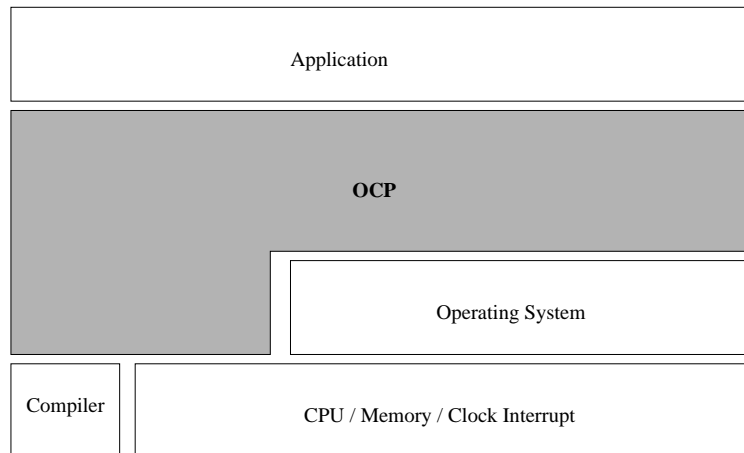 Application
OCP
Operating System
Compiler
CPU / Memory / Clock Interrupt